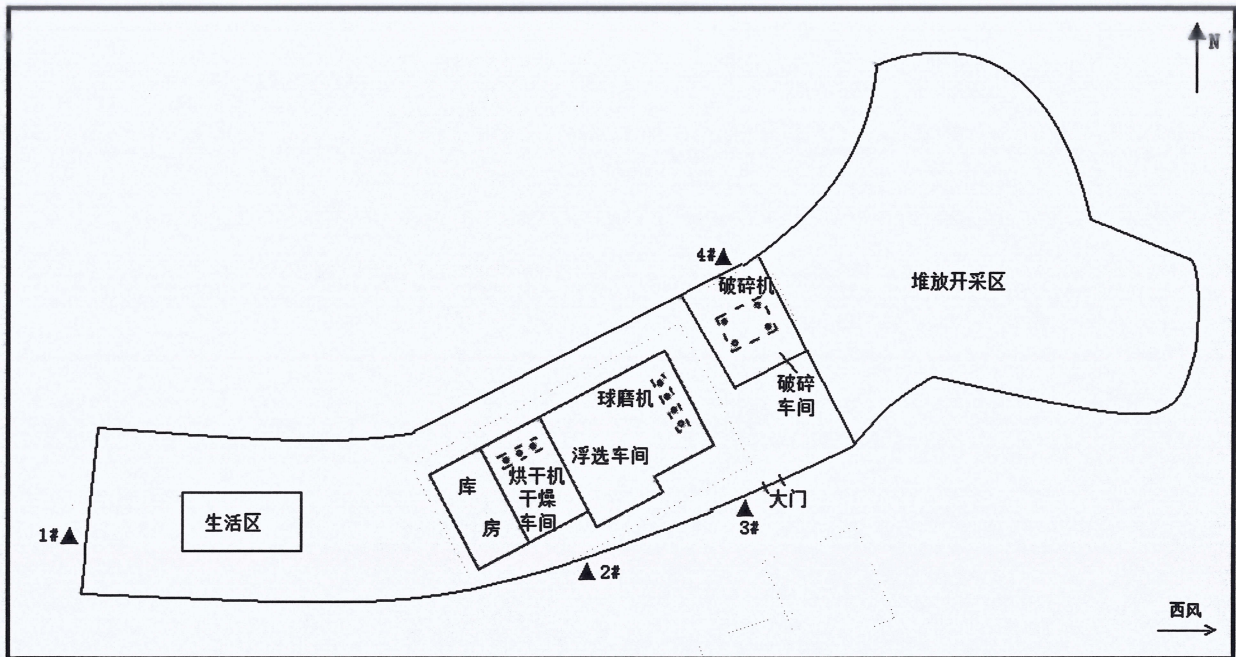 N
4#▲
破碎机
堆放开采区
破碎
车间
球磨机
浮选车间
烘干机
干燥
车间
库
房
大门
3#
生活区
1#▲
▲2#
西风